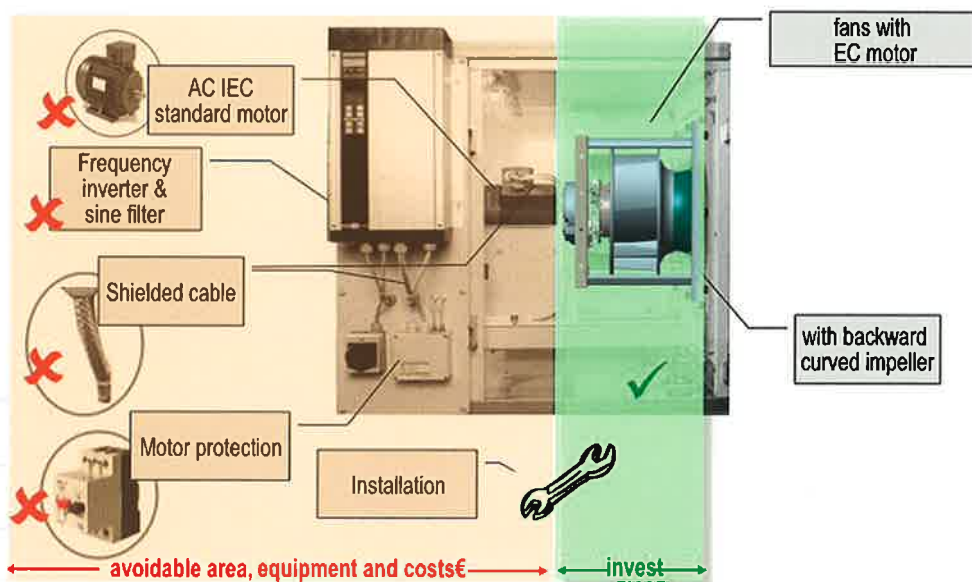 fans with
EC motor
AC IEC
standard motor
Frequency
inverter &
sine filter
Shielded cable
with backward
curved impeller
Motor protection
Installation
avoidable area, equipment and costs€
invest